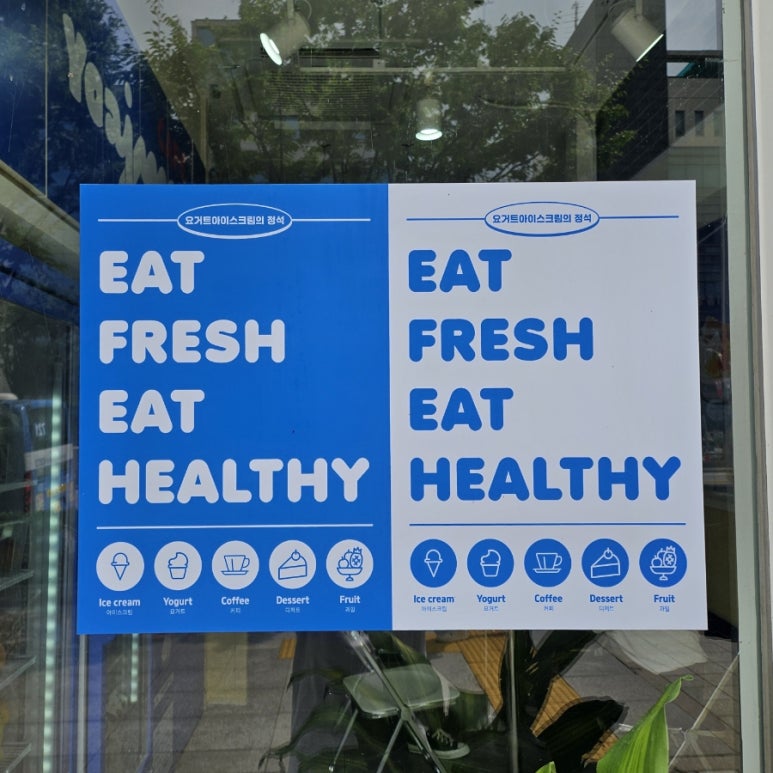 요거트아이스크림의 정석
EAT
FRESH
EAT
HEALTHY
Ice cream
아이스크림
Yogurt
요거트
Coffee
커피
Dessert
디저트
Fruit
과일
요거트아이스크림의 정석
EAT
FRESH
EAT
HEALTHY
Ice cream
아이스크림
Yogurt
요거트
Coffee
커피
Dessert
디저트
Fruit
과일